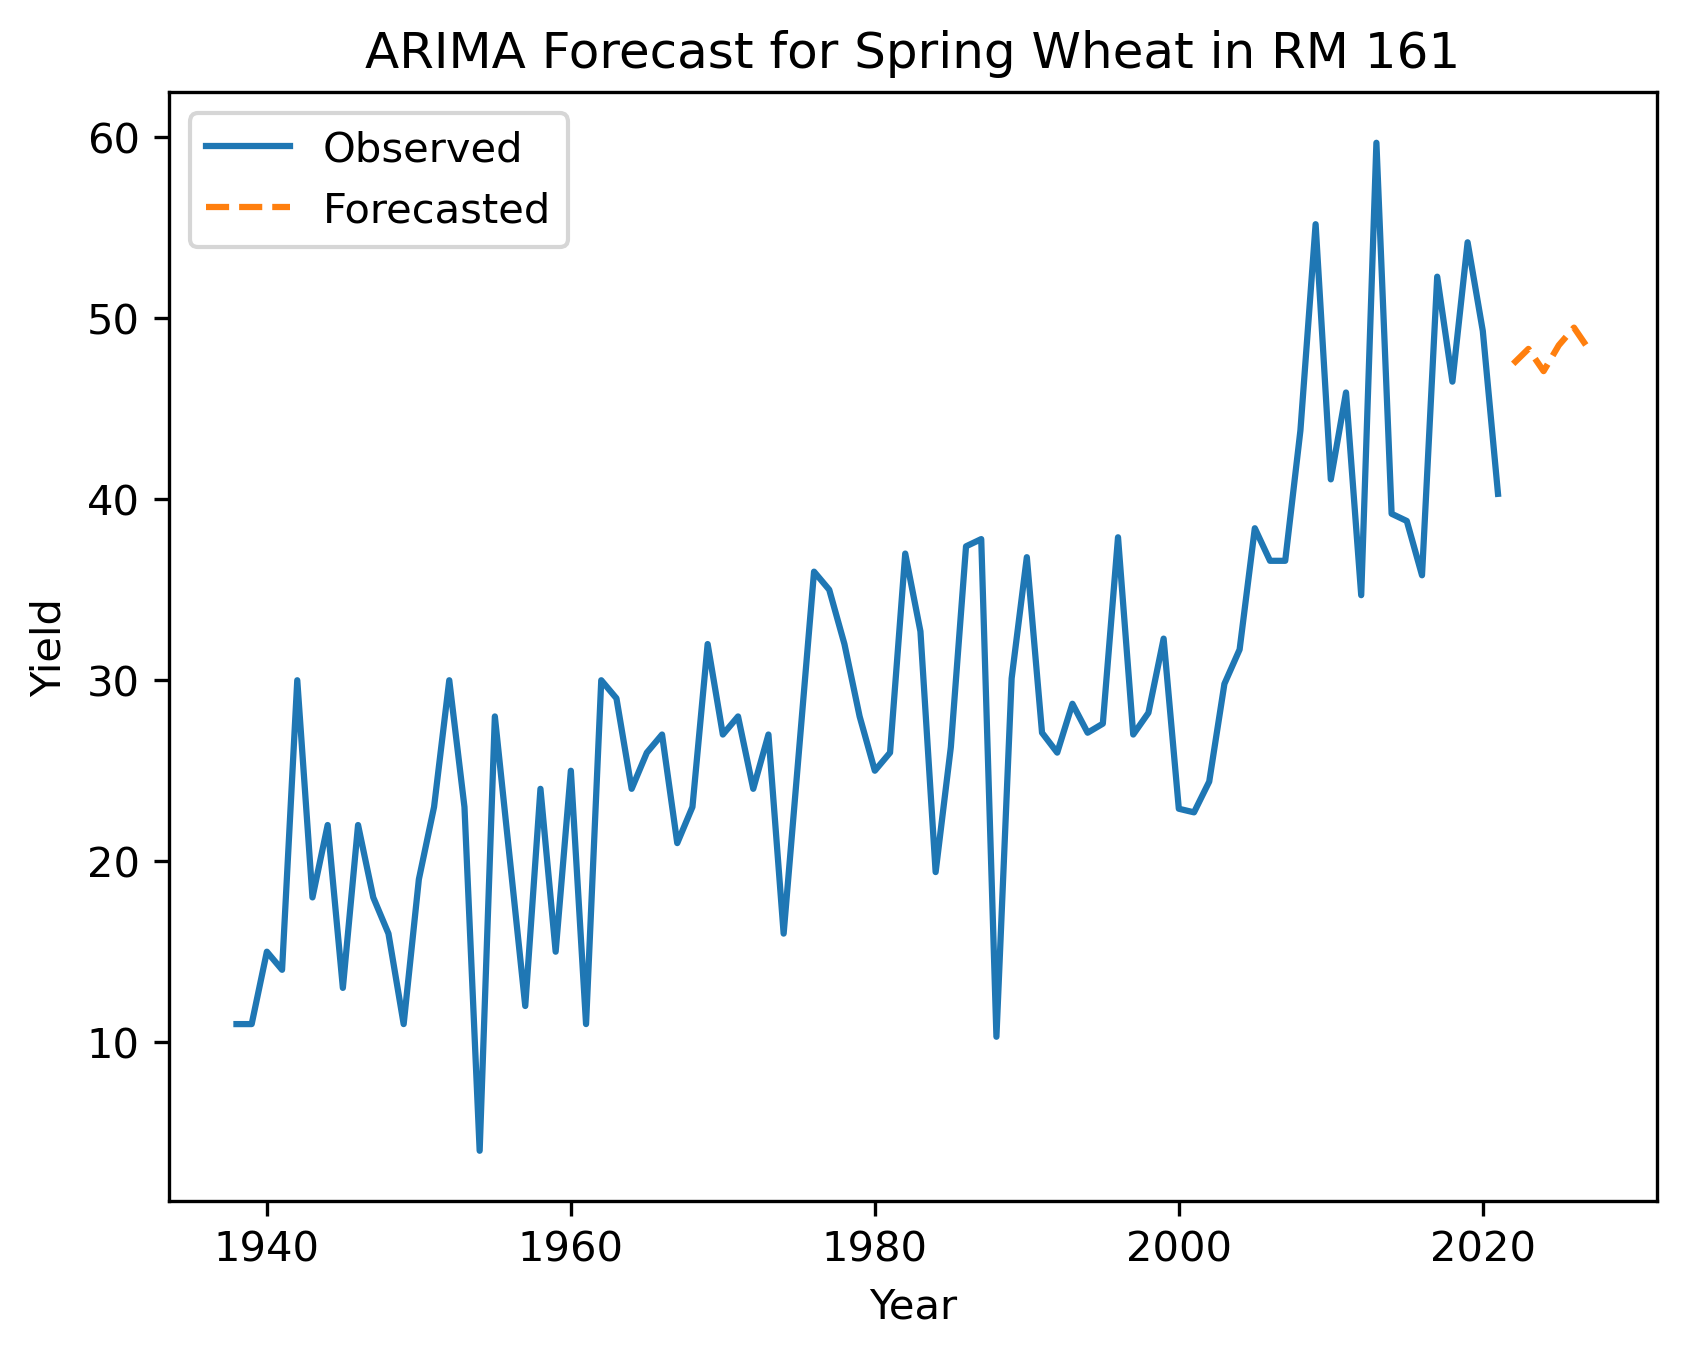 ARIMA Forecast for Spring Wheat in RM 161
Observed
Forecasted
60
50
40
30
20
10
Yield
1940 1960 1980 2000 2020
Year